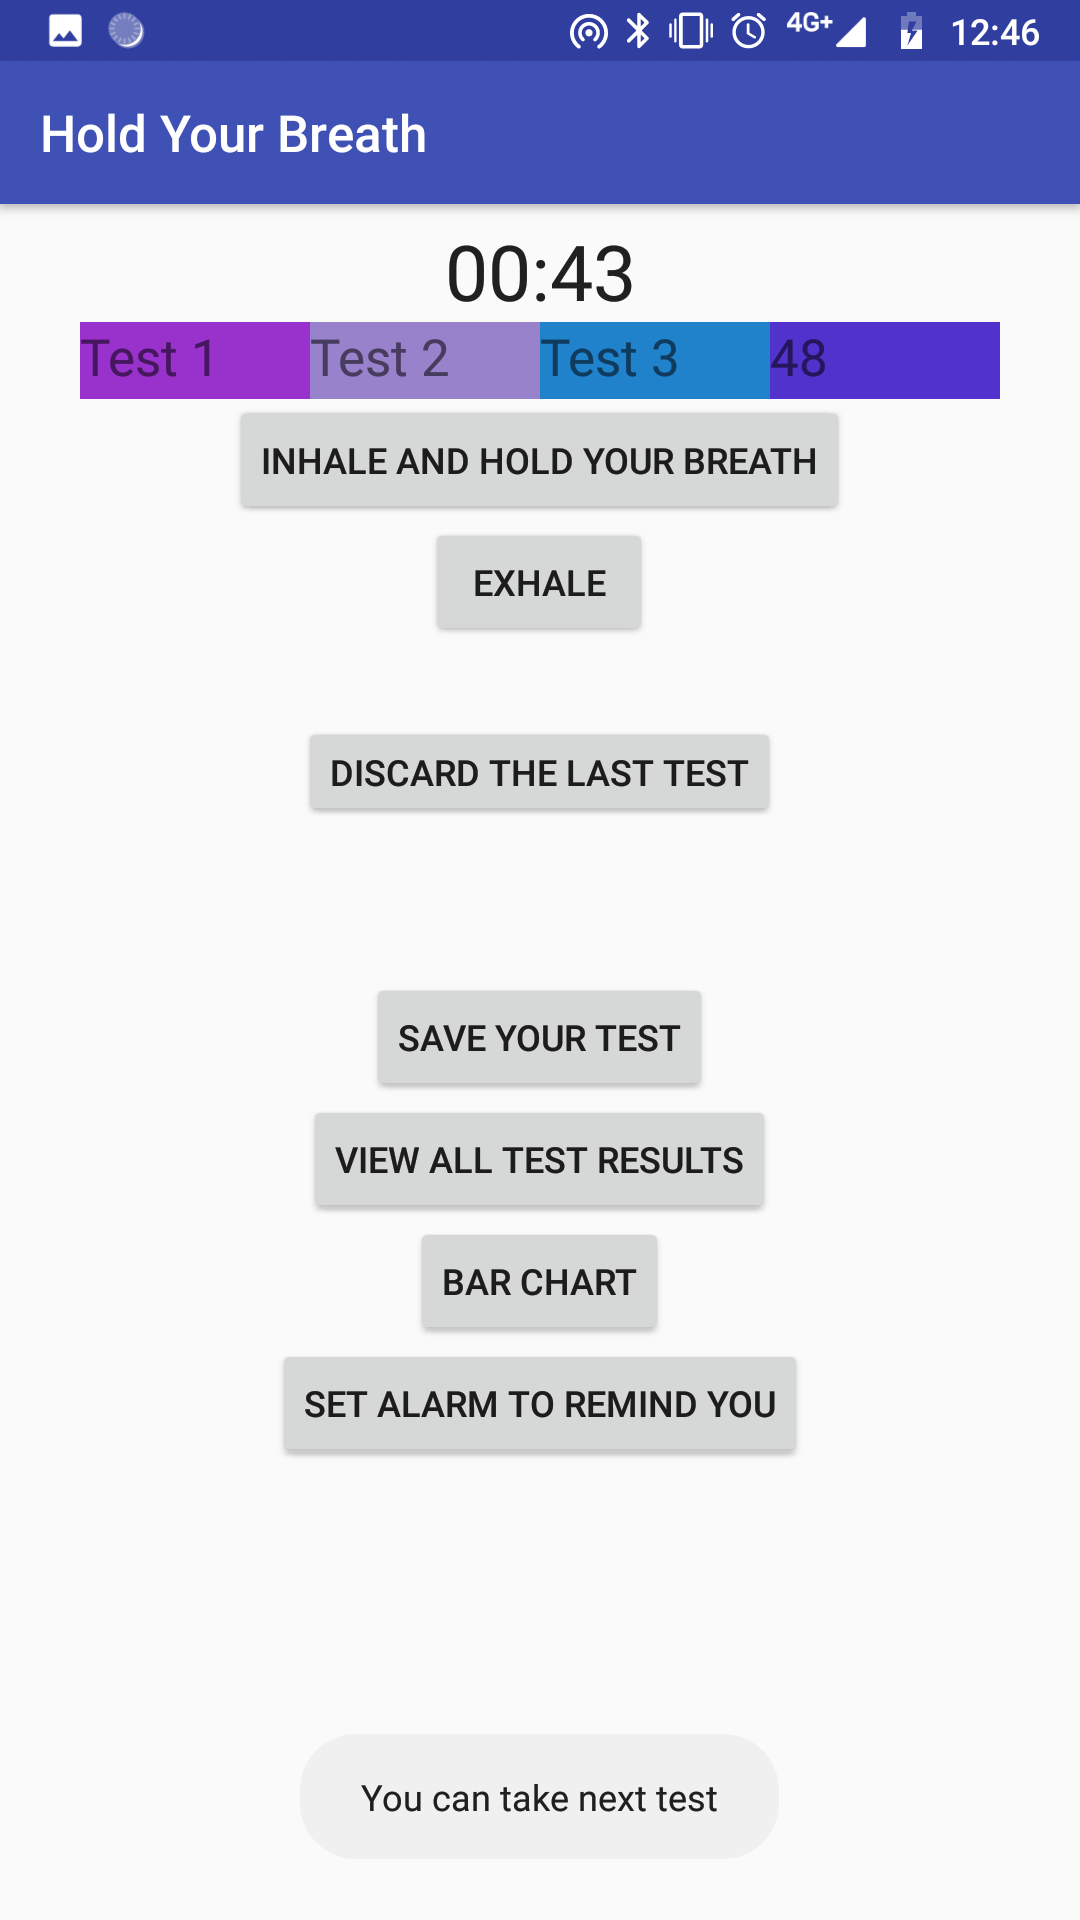 4G+ 12:46
Hold Your Breath
00:43
Test 1 Test 2 Test 3 48
INHALE AND HOLD YOUR BREATH
EXHALE
DISCARD THE LAST TEST
SAVE YOUR TEST
VIEW ALL TEST RESULTS
BAR CHART
SET ALARM TO REMIND YOU
You can take next test